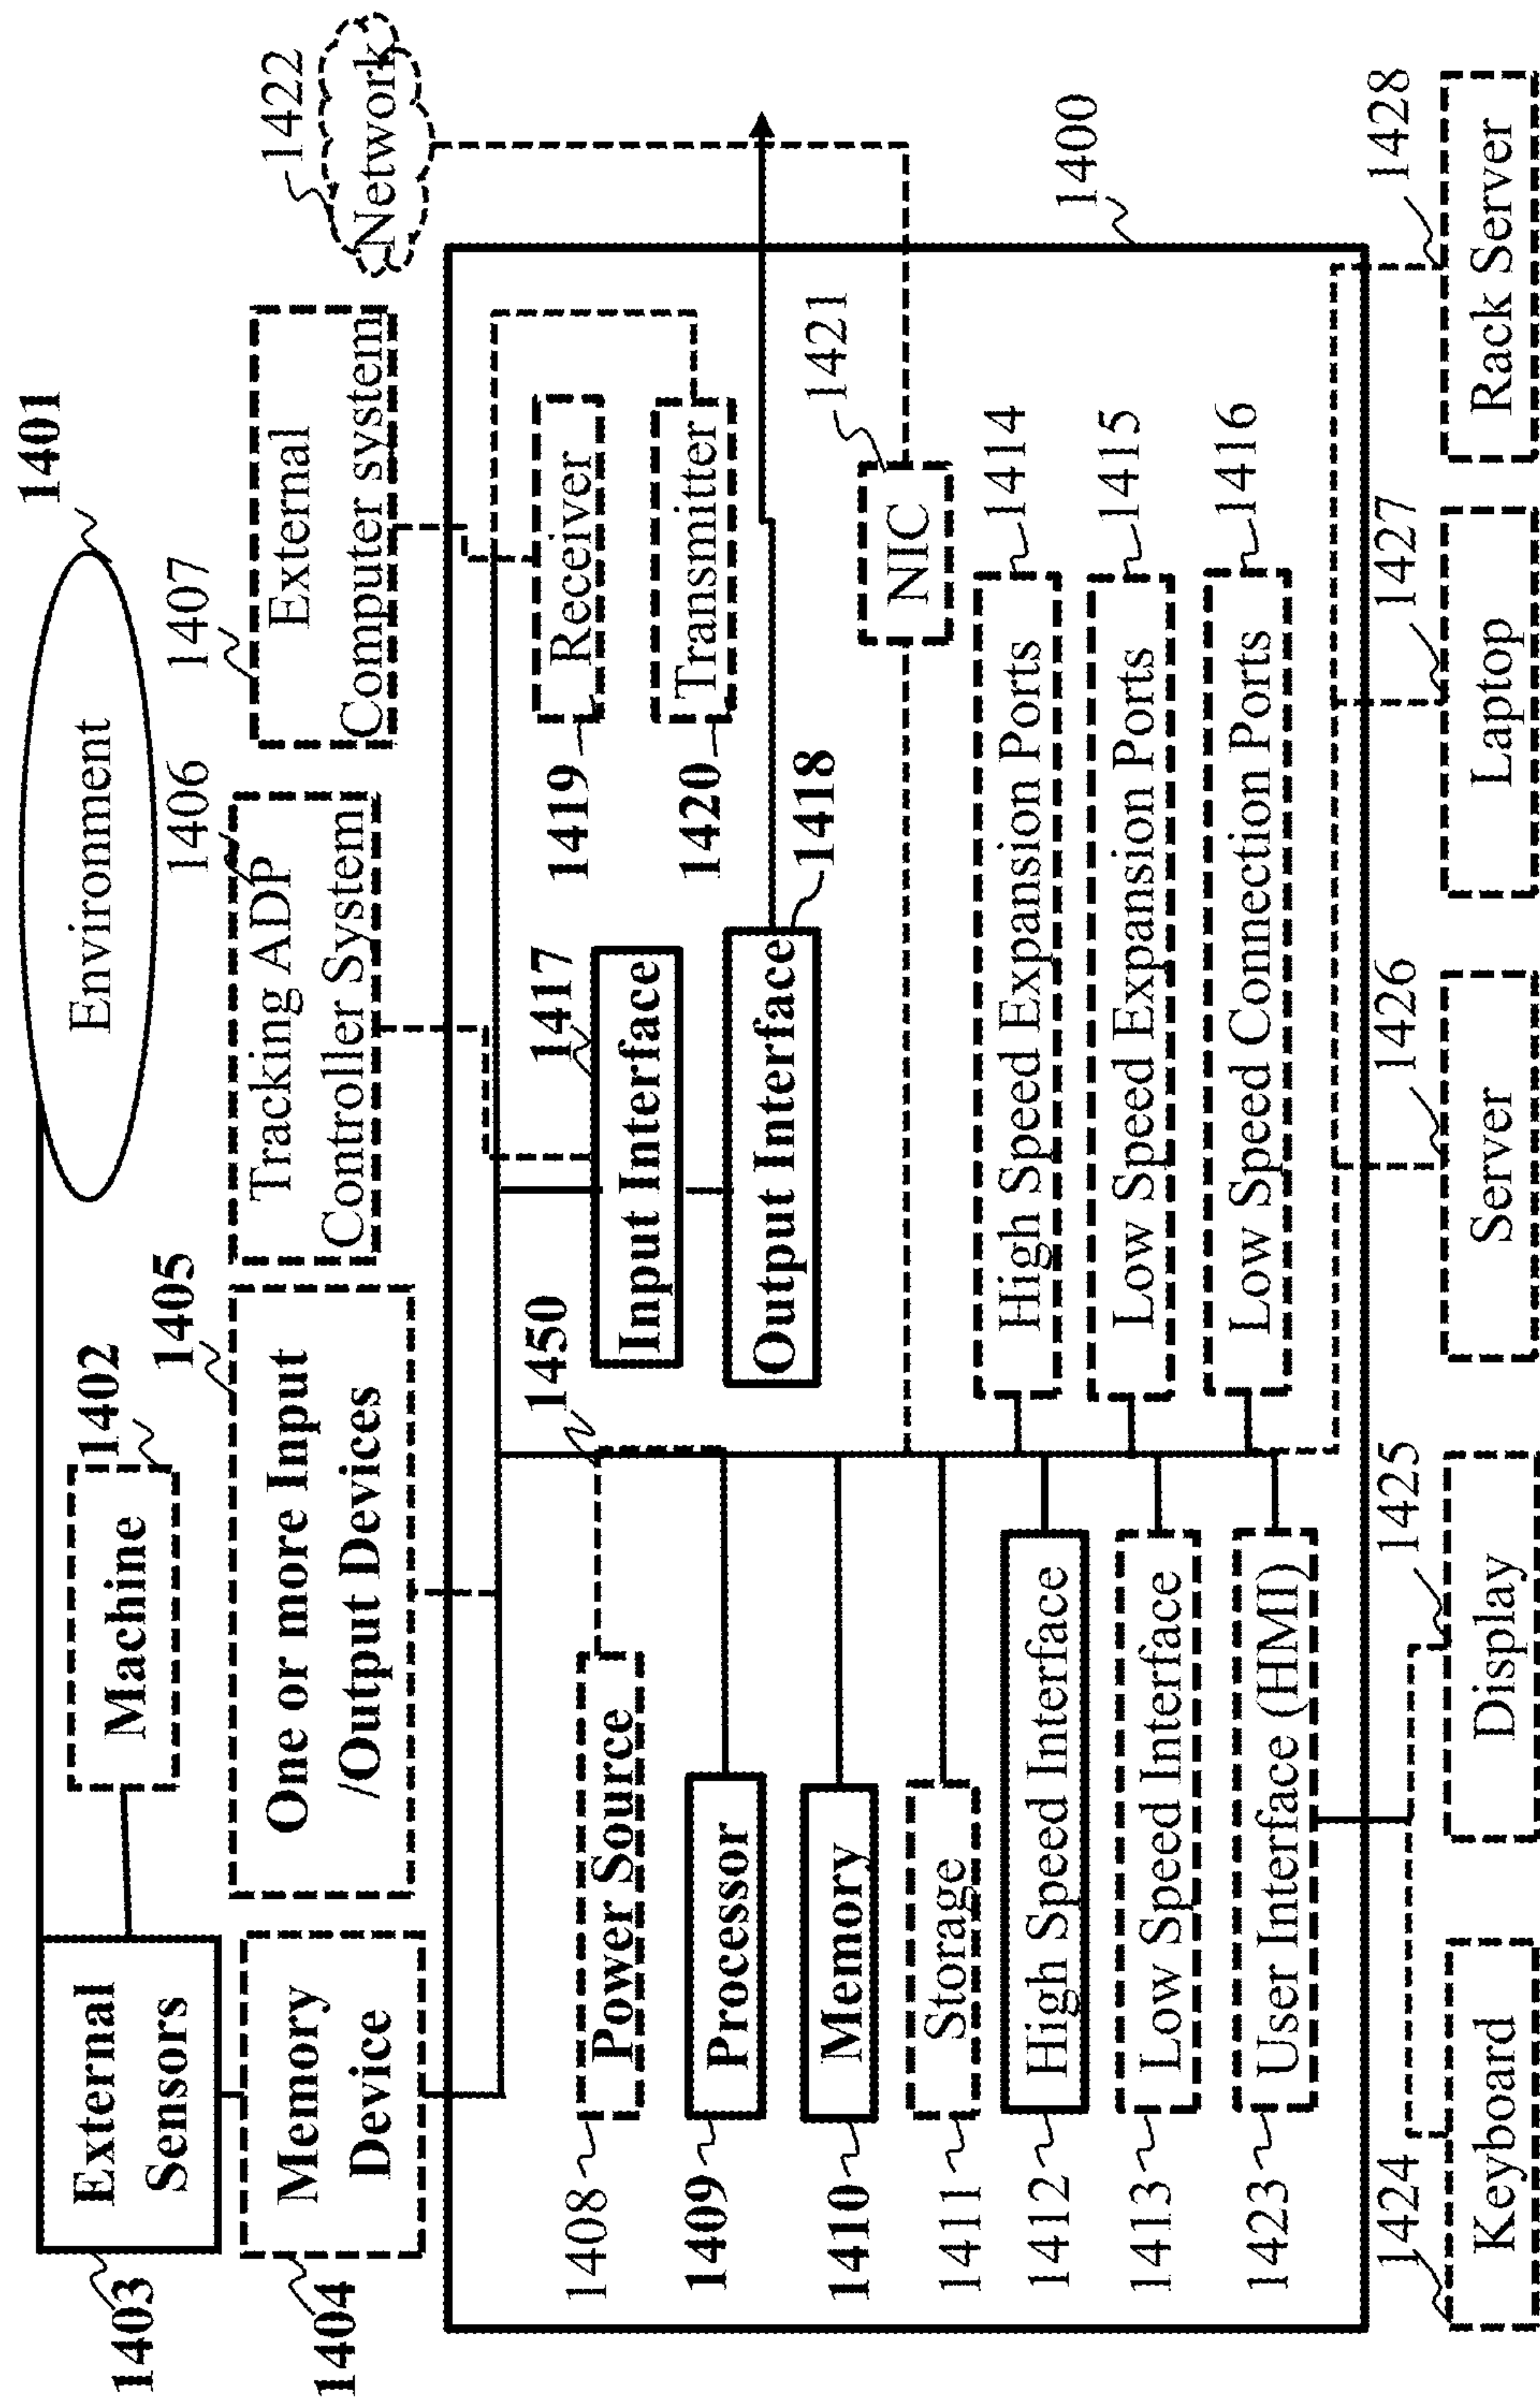 1401
Environment
1402
Machine
External
Sensors
1403
1405
1406
1407
1422
One or more Input
/Output Devices
Tracking ADP
Controller System
External
Computer system
Network
Memory
Device
1404
1450
1417
Input Interface
Output Interface
1418
1419
Receiver
1420
Transmitter
1400
1421
NIC
1408
Power Source
1409
Processor
1410
Memory
1411
Storage
1412
High Speed Interface
1413
Low Speed Interface
1423
User Interface (HMI)
High Speed Expansion Ports
1414
Low Speed Expansion Ports
1415
Low Speed Connection Ports
1416
1424
1425
1426
1427
1428
Keyboard
Display
Server
Laptop
Rack Server